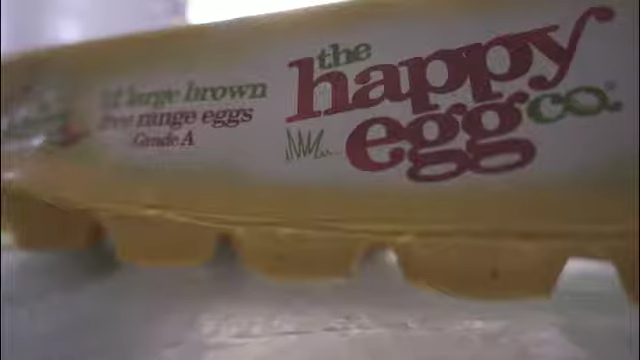 large brown
free range eggs
Grade A
the
happy
egg co.